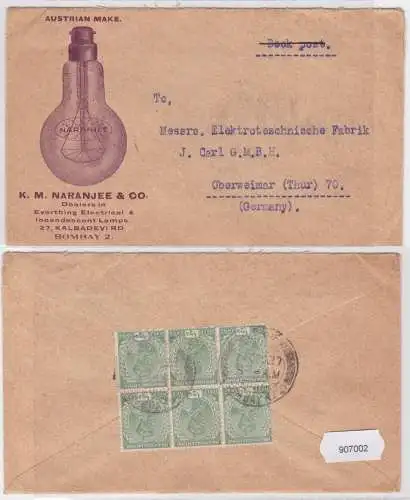 AUSTRIAN MAKE.
NARANJEE
K. M. NARANJEE & CO.
Dealers in
Everthing Electrical &
Incandescent Lamps
27, KALBADEVI RD
BOMBAY 2.
Book post.
To,
Messrs. Elektroteschnische Fabrik
J. Carl G.M.B.H.
Oberweimar (Thur) 70.
(Germany).
907002